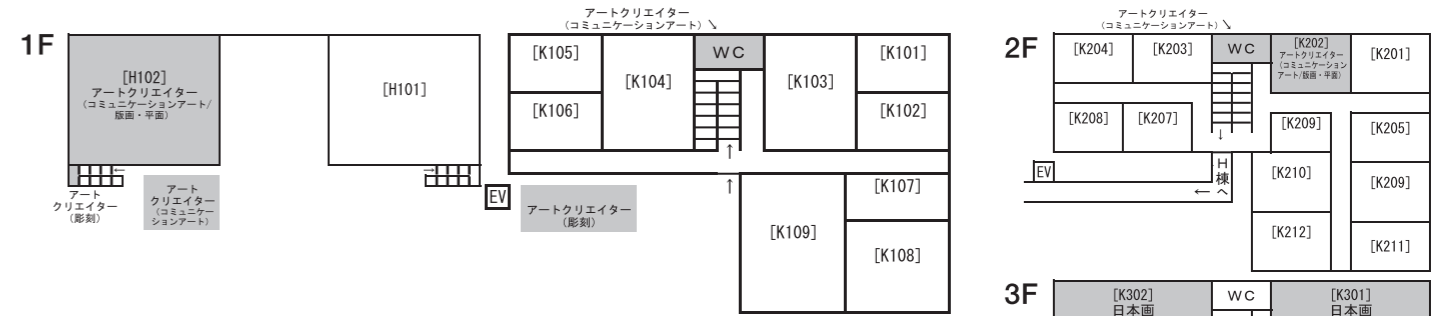 1F
[H102]
アートクリエイター
(コミュニケーションアート/
版画・平面)
[H101]
アート
クリエイター
(彫刻)
アート
クリエイター
(コミュニケー
ションアート)
アートクリエイター
(コミュニケーションアート)↘
[K105]
[K104]
WC
[K103]
[K101]
[K106]
[K102]
EV
アートクリエイター
(彫刻)
[K107]
[K109]
[K108]
2F
アートクリエイター
(コミュニケーションアート)↘
[K204]
[K203]
WC
[K202]
アートクリエイター
(コミュニケーション
アート/版画・平面)
[K201]
[K208]
[K207]
[K209]
[K205]
EV
H棟へ
[K210]
[K209]
[K212]
[K211]
3F
[K302]
日本画
WC
[K301]
日本画